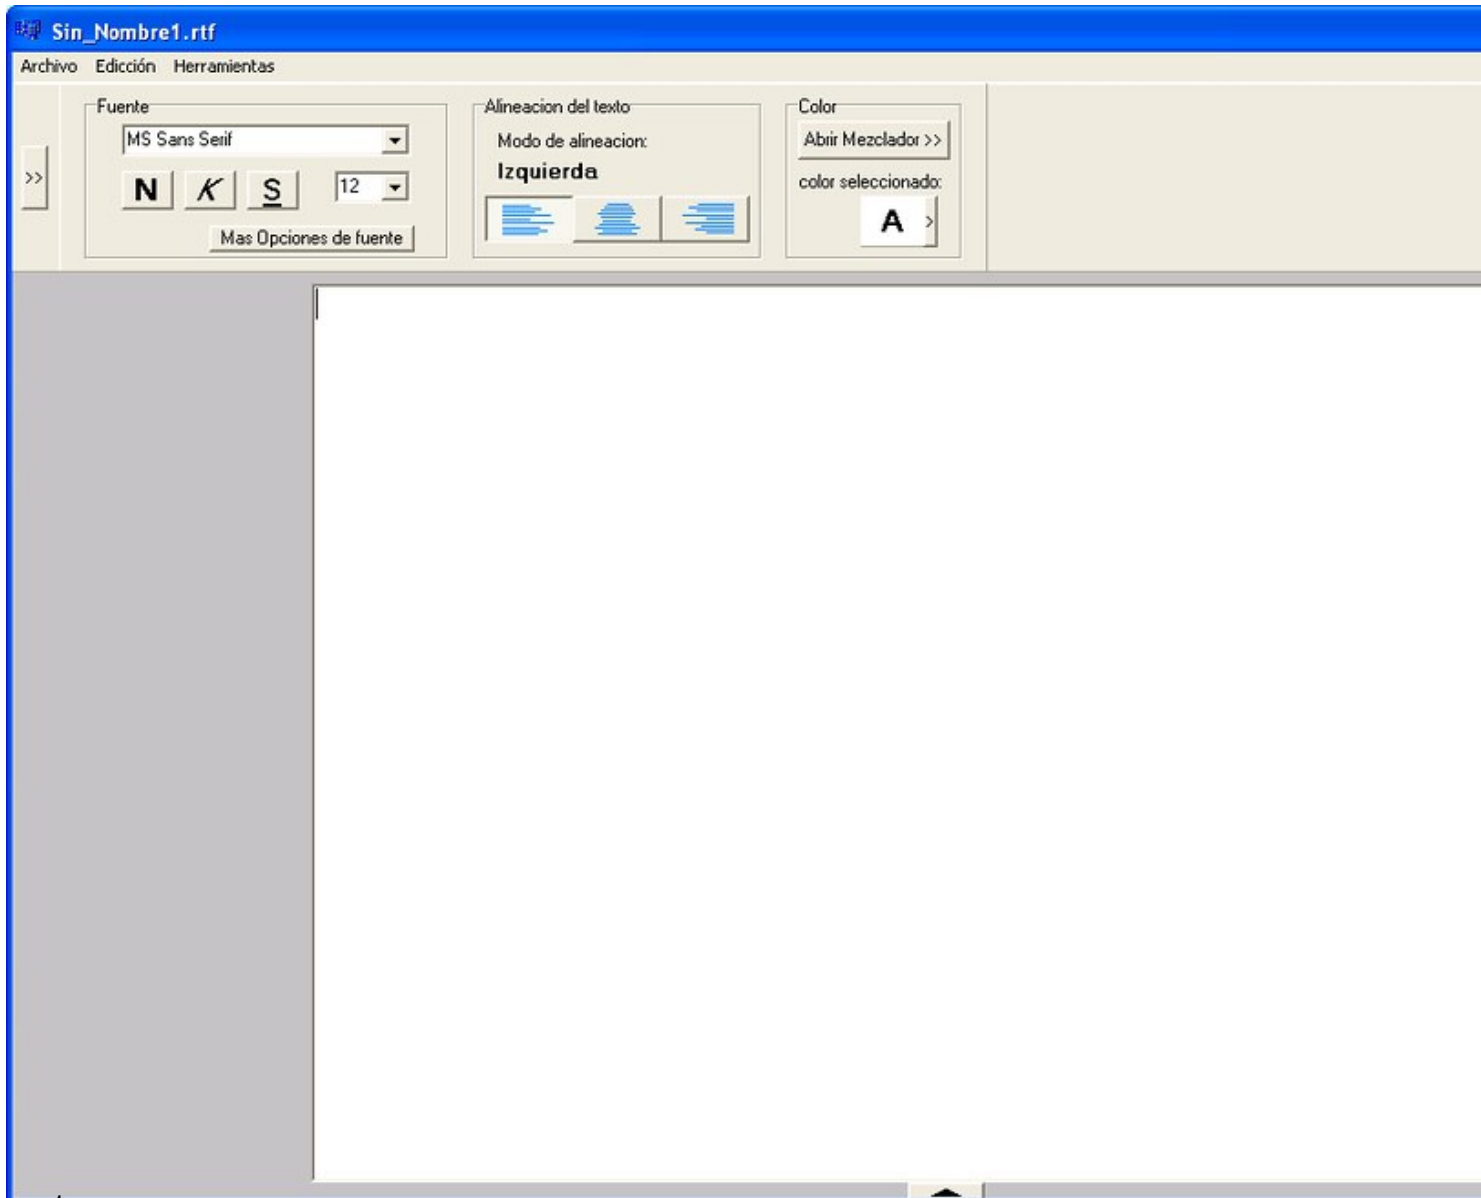 Sin_Nombre1.rtf
Archivo Edicción Herramientas
Fuente
MS Sans Serif
>>
N K S 12
Mas Opciones de fuente
Alineacion del texto
Modo de alineacion:
Izquierda
Color
Abrir Mezclador >>
color seleccionado:
A >